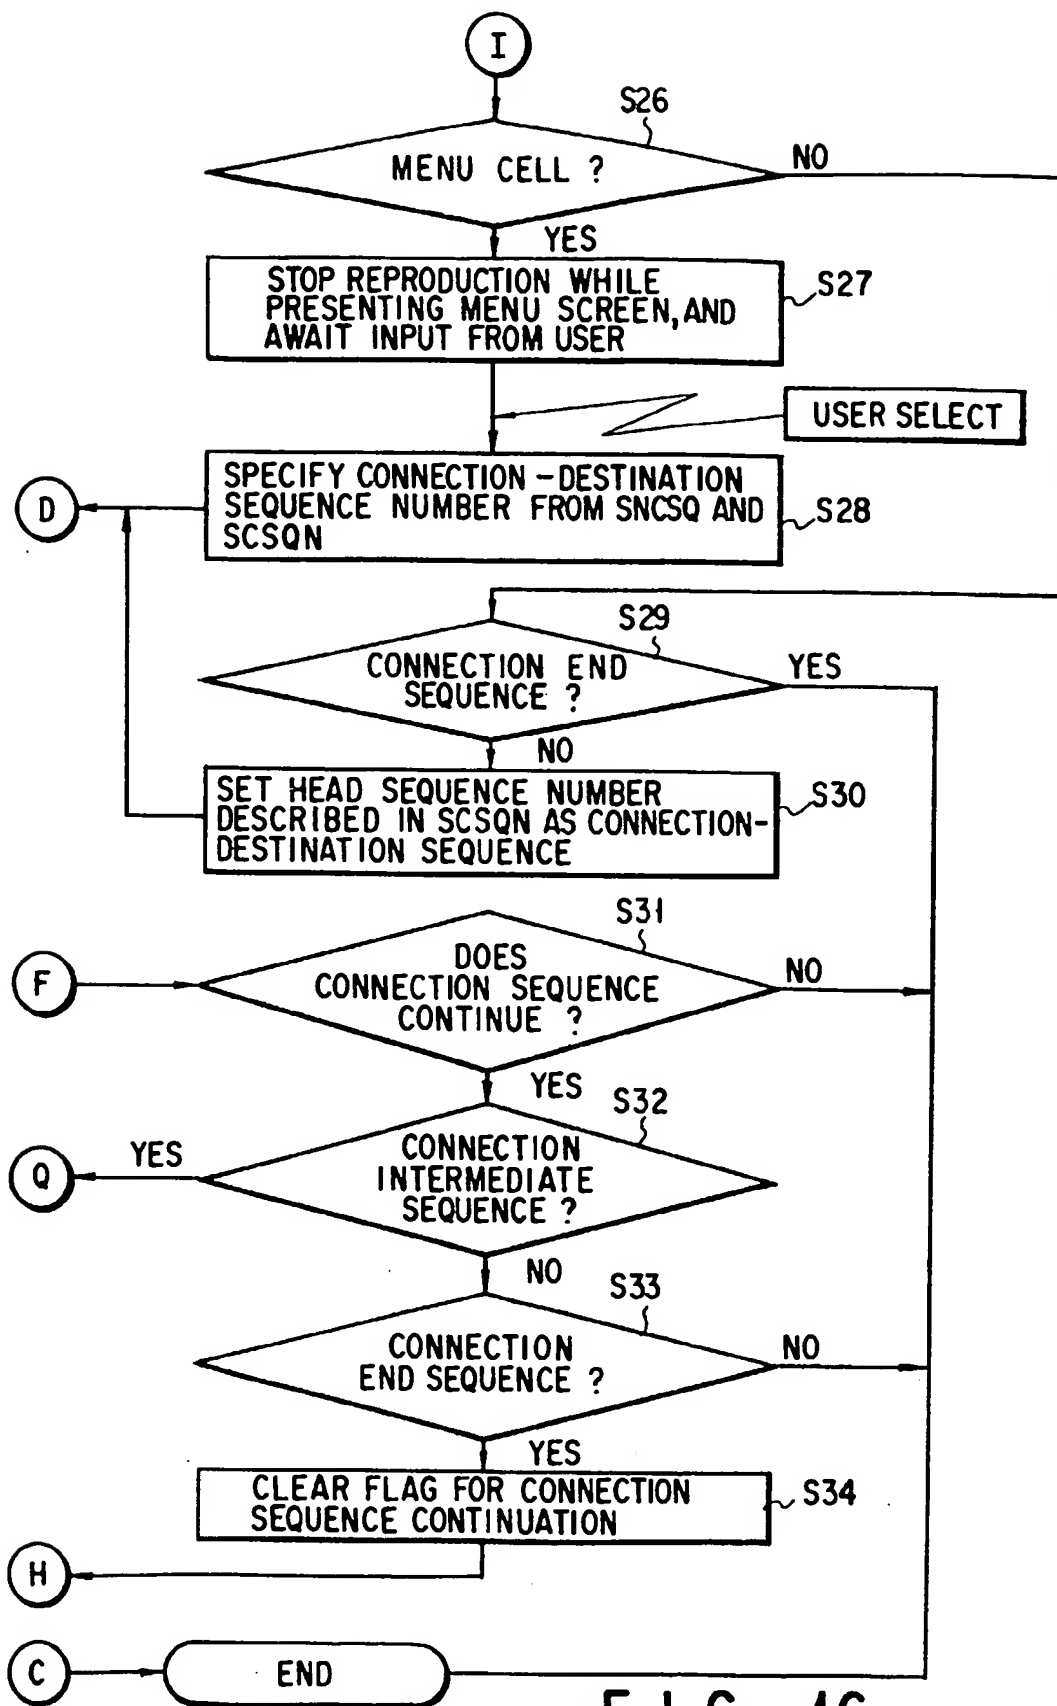 I
S26
MENU CELL ?
NO
YES
STOP REPRODUCTION WHILE
PRESENTING MENU SCREEN, AND
AWAIT INPUT FROM USER
S27
USER SELECT
SPECIFY CONNECTION-DESTINATION
SEQUENCE NUMBER FROM SNCSQ AND
SCSQN
S28
D
S29
CONNECTION END
SEQUENCE ?
YES
NO
SET HEAD SEQUENCE NUMBER
DESCRIBED IN SCSQN AS CONNECTION-
DESTINATION SEQUENCE
S30
S31
F
DOES
CONNECTION SEQUENCE
CONTINUE ?
NO
YES
S32
Q
YES
CONNECTION
INTERMEDIATE
SEQUENCE ?
NO
S33
CONNECTION
END SEQUENCE ?
NO
YES
CLEAR FLAG FOR CONNECTION
SEQUENCE CONTINUATION
S34
H
C
END